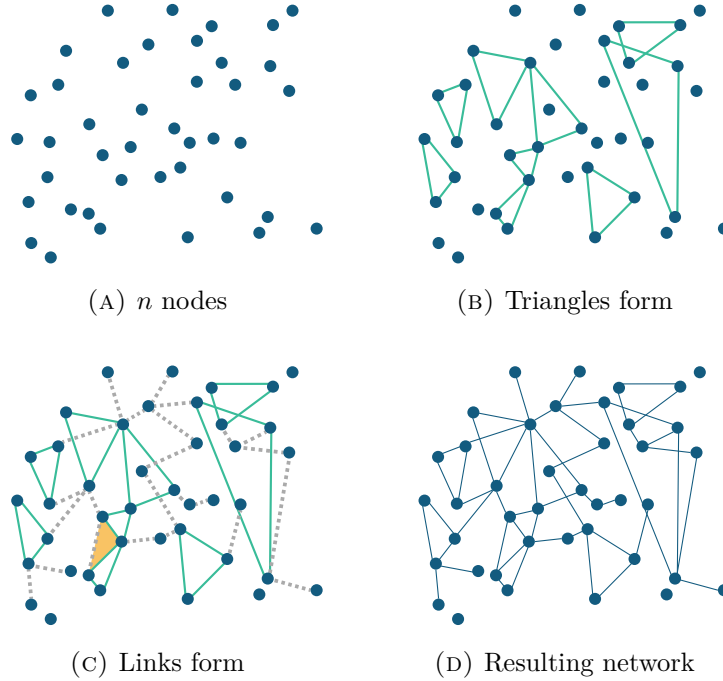 (A) n nodes
(B) Triangles form
(C) Links form
(D) Resulting network